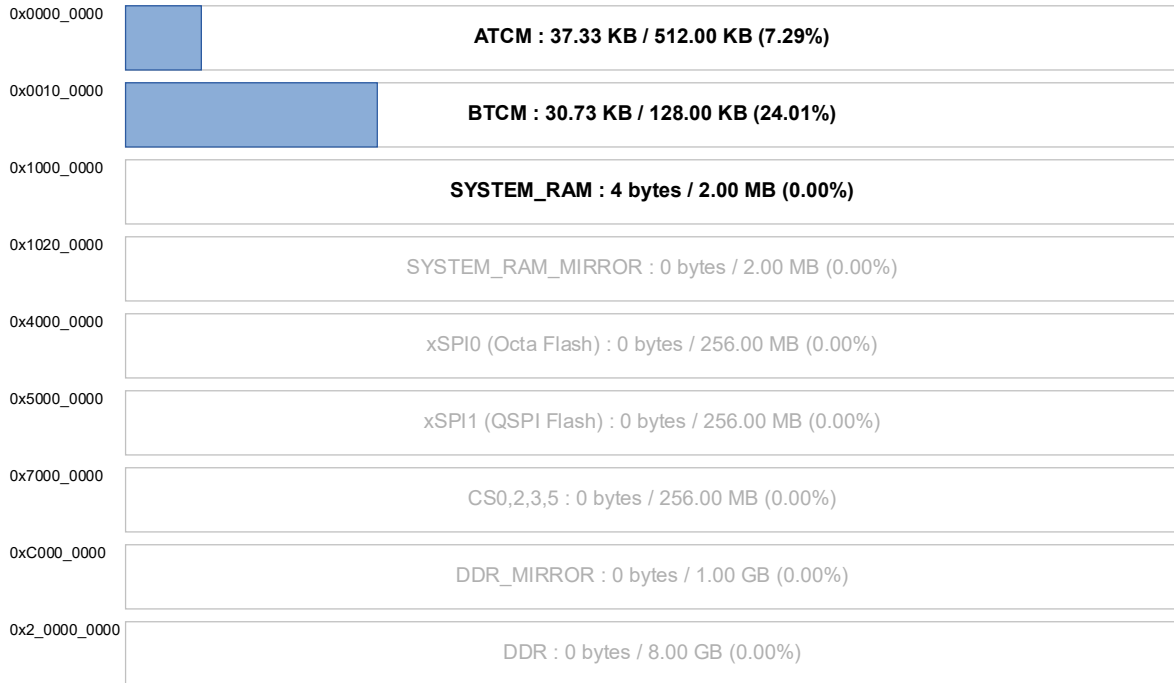 0x0000_0000
ATCM : 37.33 KB / 512.00 KB (7.29%)
0x0010_0000
BTCM : 30.73 KB / 128.00 KB (24.01%)
0x1000_0000
SYSTEM_RAM : 4 bytes / 2.00 MB (0.00%)
0x1020_0000
SYSTEM_RAM_MIRROR : 0 bytes / 2.00 MB (0.00%)
0x4000_0000
xSPI0 (Octa Flash) : 0 bytes / 256.00 MB (0.00%)
0x5000_0000
xSPI1 (QSPI Flash) : 0 bytes / 256.00 MB (0.00%)
0x7000_0000
CS0,2,3,5 : 0 bytes / 256.00 MB (0.00%)
0xC000_0000
DDR_MIRROR : 0 bytes / 1.00 GB (0.00%)
0x2_0000_0000
DDR : 0 bytes / 8.00 GB (0.00%)